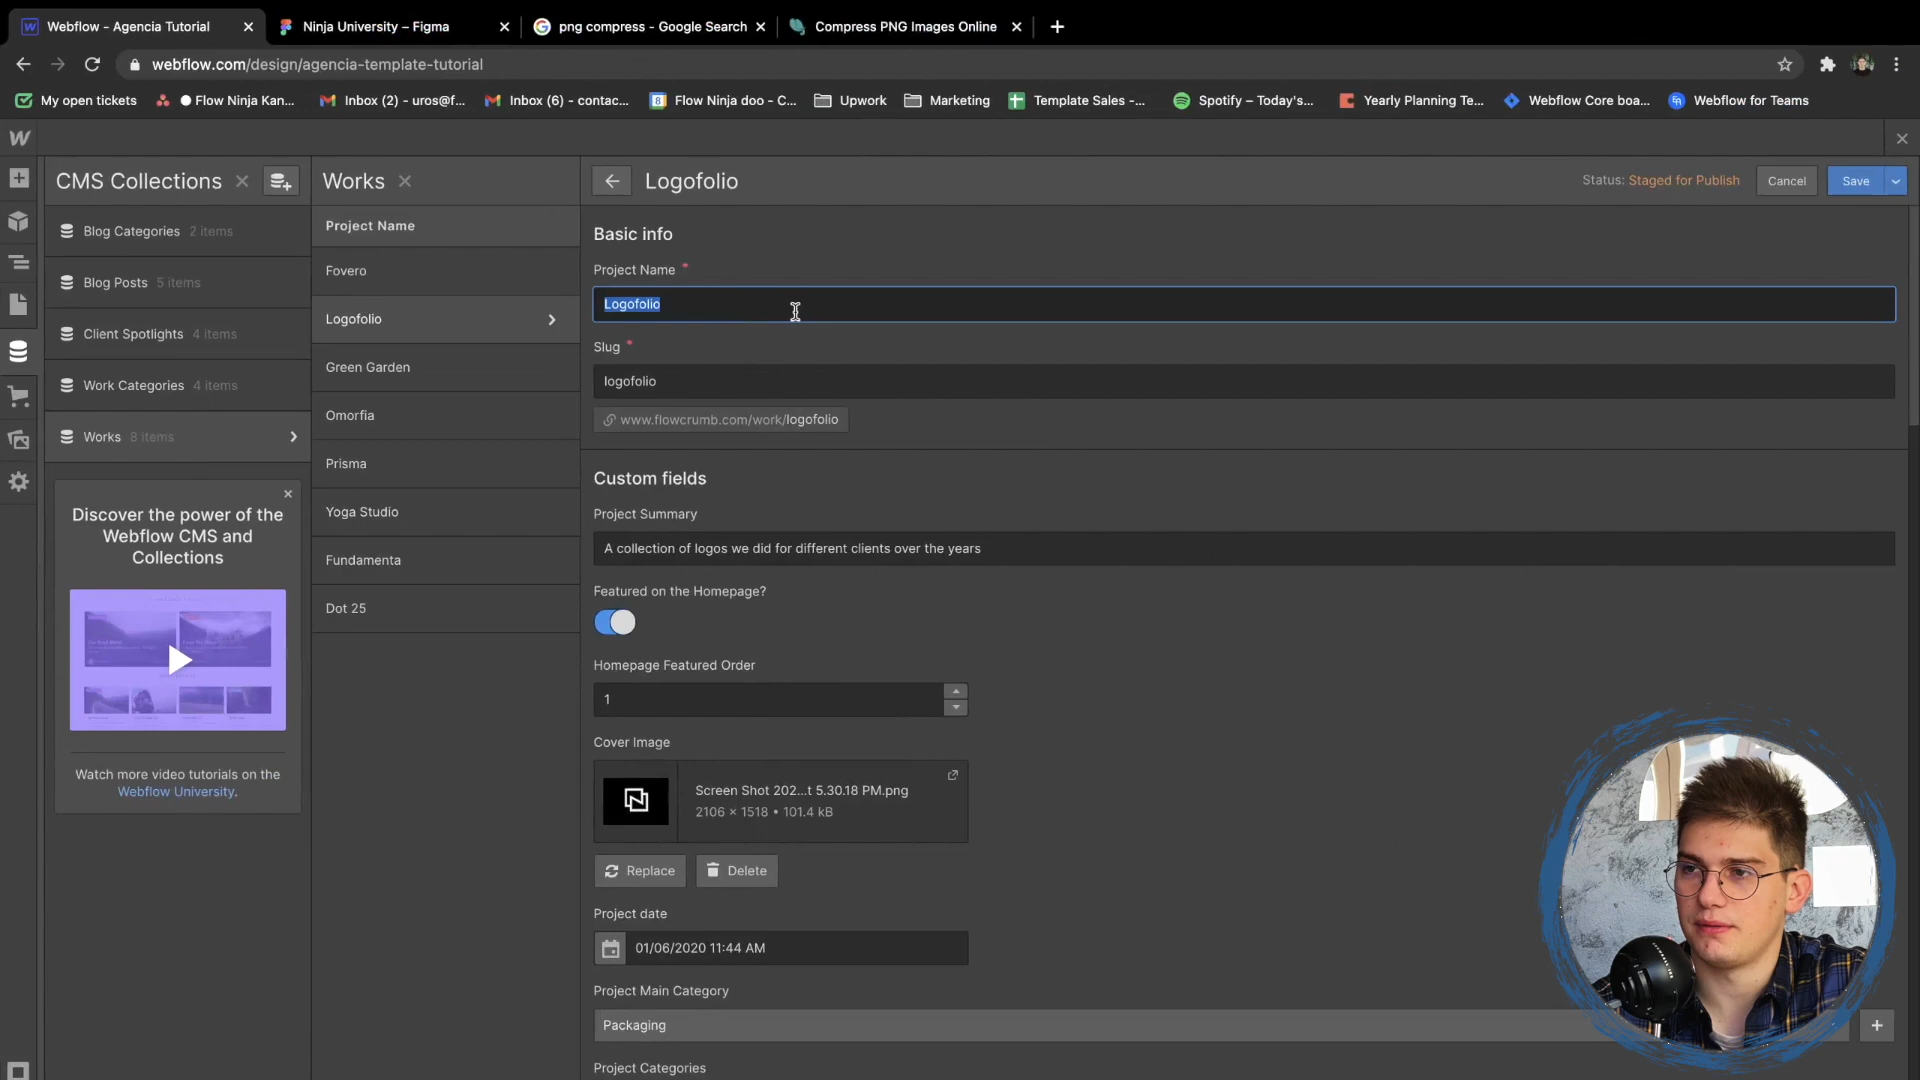 Webflow - Agencia Tutorial
Ninja University – Figma
png compress - Google Search
Compress PNG Images Online
webflow.com/design/agencia-template-tutorial
My open tickets
Flow Ninja Kan...
Inbox (2) - uros@f...
Inbox (6) - contac...
Flow Ninja doo - C...
Upwork
Marketing
Template Sales -...
Spotify – Today's...
Yearly Planning Te...
Webflow Core boa...
Webflow for Teams
CMS Collections
Works
Logofolio
Status: Staged for Publish
Cancel
Save
Blog Categories 2 items
Blog Posts 5 items
Client Spotlights 4 items
Work Categories 4 items
Works 8 items
Discover the power of the
Webflow CMS and
Collections
Watch more video tutorials on the
Webflow University.
Project Name
Fovero
Logofolio
Green Garden
Omorfia
Prisma
Yoga Studio
Fundamenta
Dot 25
Basic info
Project Name *
Logofolio
Slug *
logofolio
www.flowcrumb.com/work/logofolio
Custom fields
Project Summary
A collection of logos we did for different clients over the years
Featured on the Homepage?
Homepage Featured Order
1
Cover Image
Screen Shot 202...t 5.30.18 PM.png
2106 × 1518 • 101.4 kB
Replace
Delete
Project date
01/06/2020 11:44 AM
Project Main Category
Packaging
Project Categories